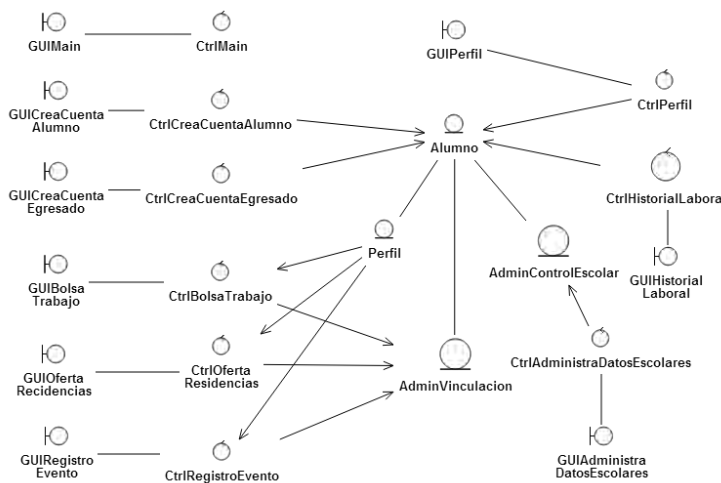 GUIMain
CtrlMain
GUIPerfil
CtrlPerfil
GUICreaCuenta
Alumno
CtrlCreaCuentaAlumno
Alumno
GUICreaCuenta
Egresado
CtrlCreaCuentaEgresado
CtrlHistorialLabora
Perfil
AdminControlEscolar
GUIHistorial
Laboral
GUIBolsa
Trabajo
CtrlBolsaTrabajo
GUIOferta
Recidencias
CtrlOferta
Residencias
AdminVinculacion
CtrlAdministraDatosEscolares
GUIRegistro
Evento
CtrlRegistroEvento
GUIAdministra
DatosEscolares